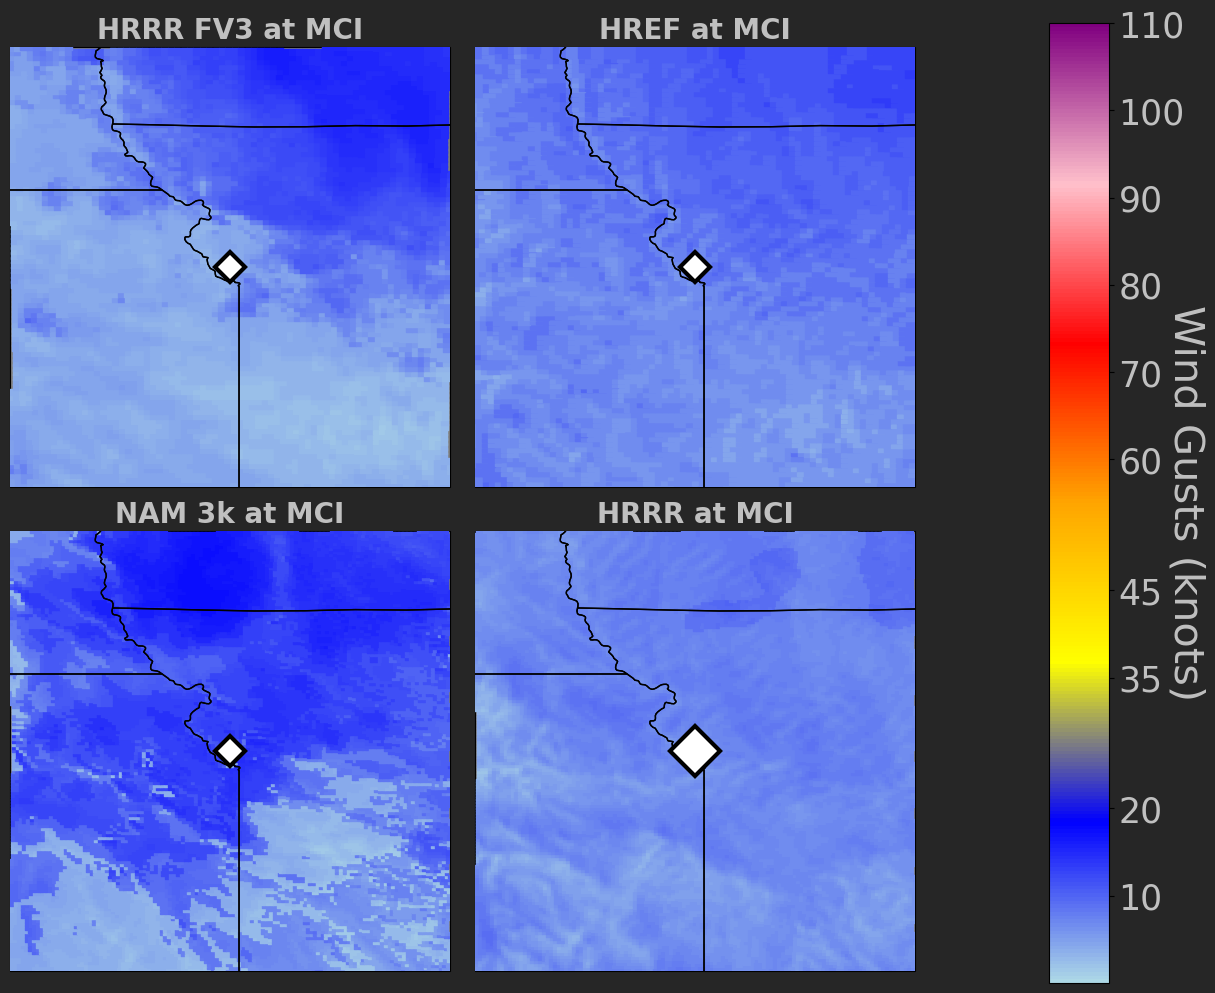 HRRR FV3 at MCI
HREF at MCI
NAM 3k at MCI
HRRR at MCI
110
100
90
80
70
60
45
35
20
10
Wind Gusts (knots)